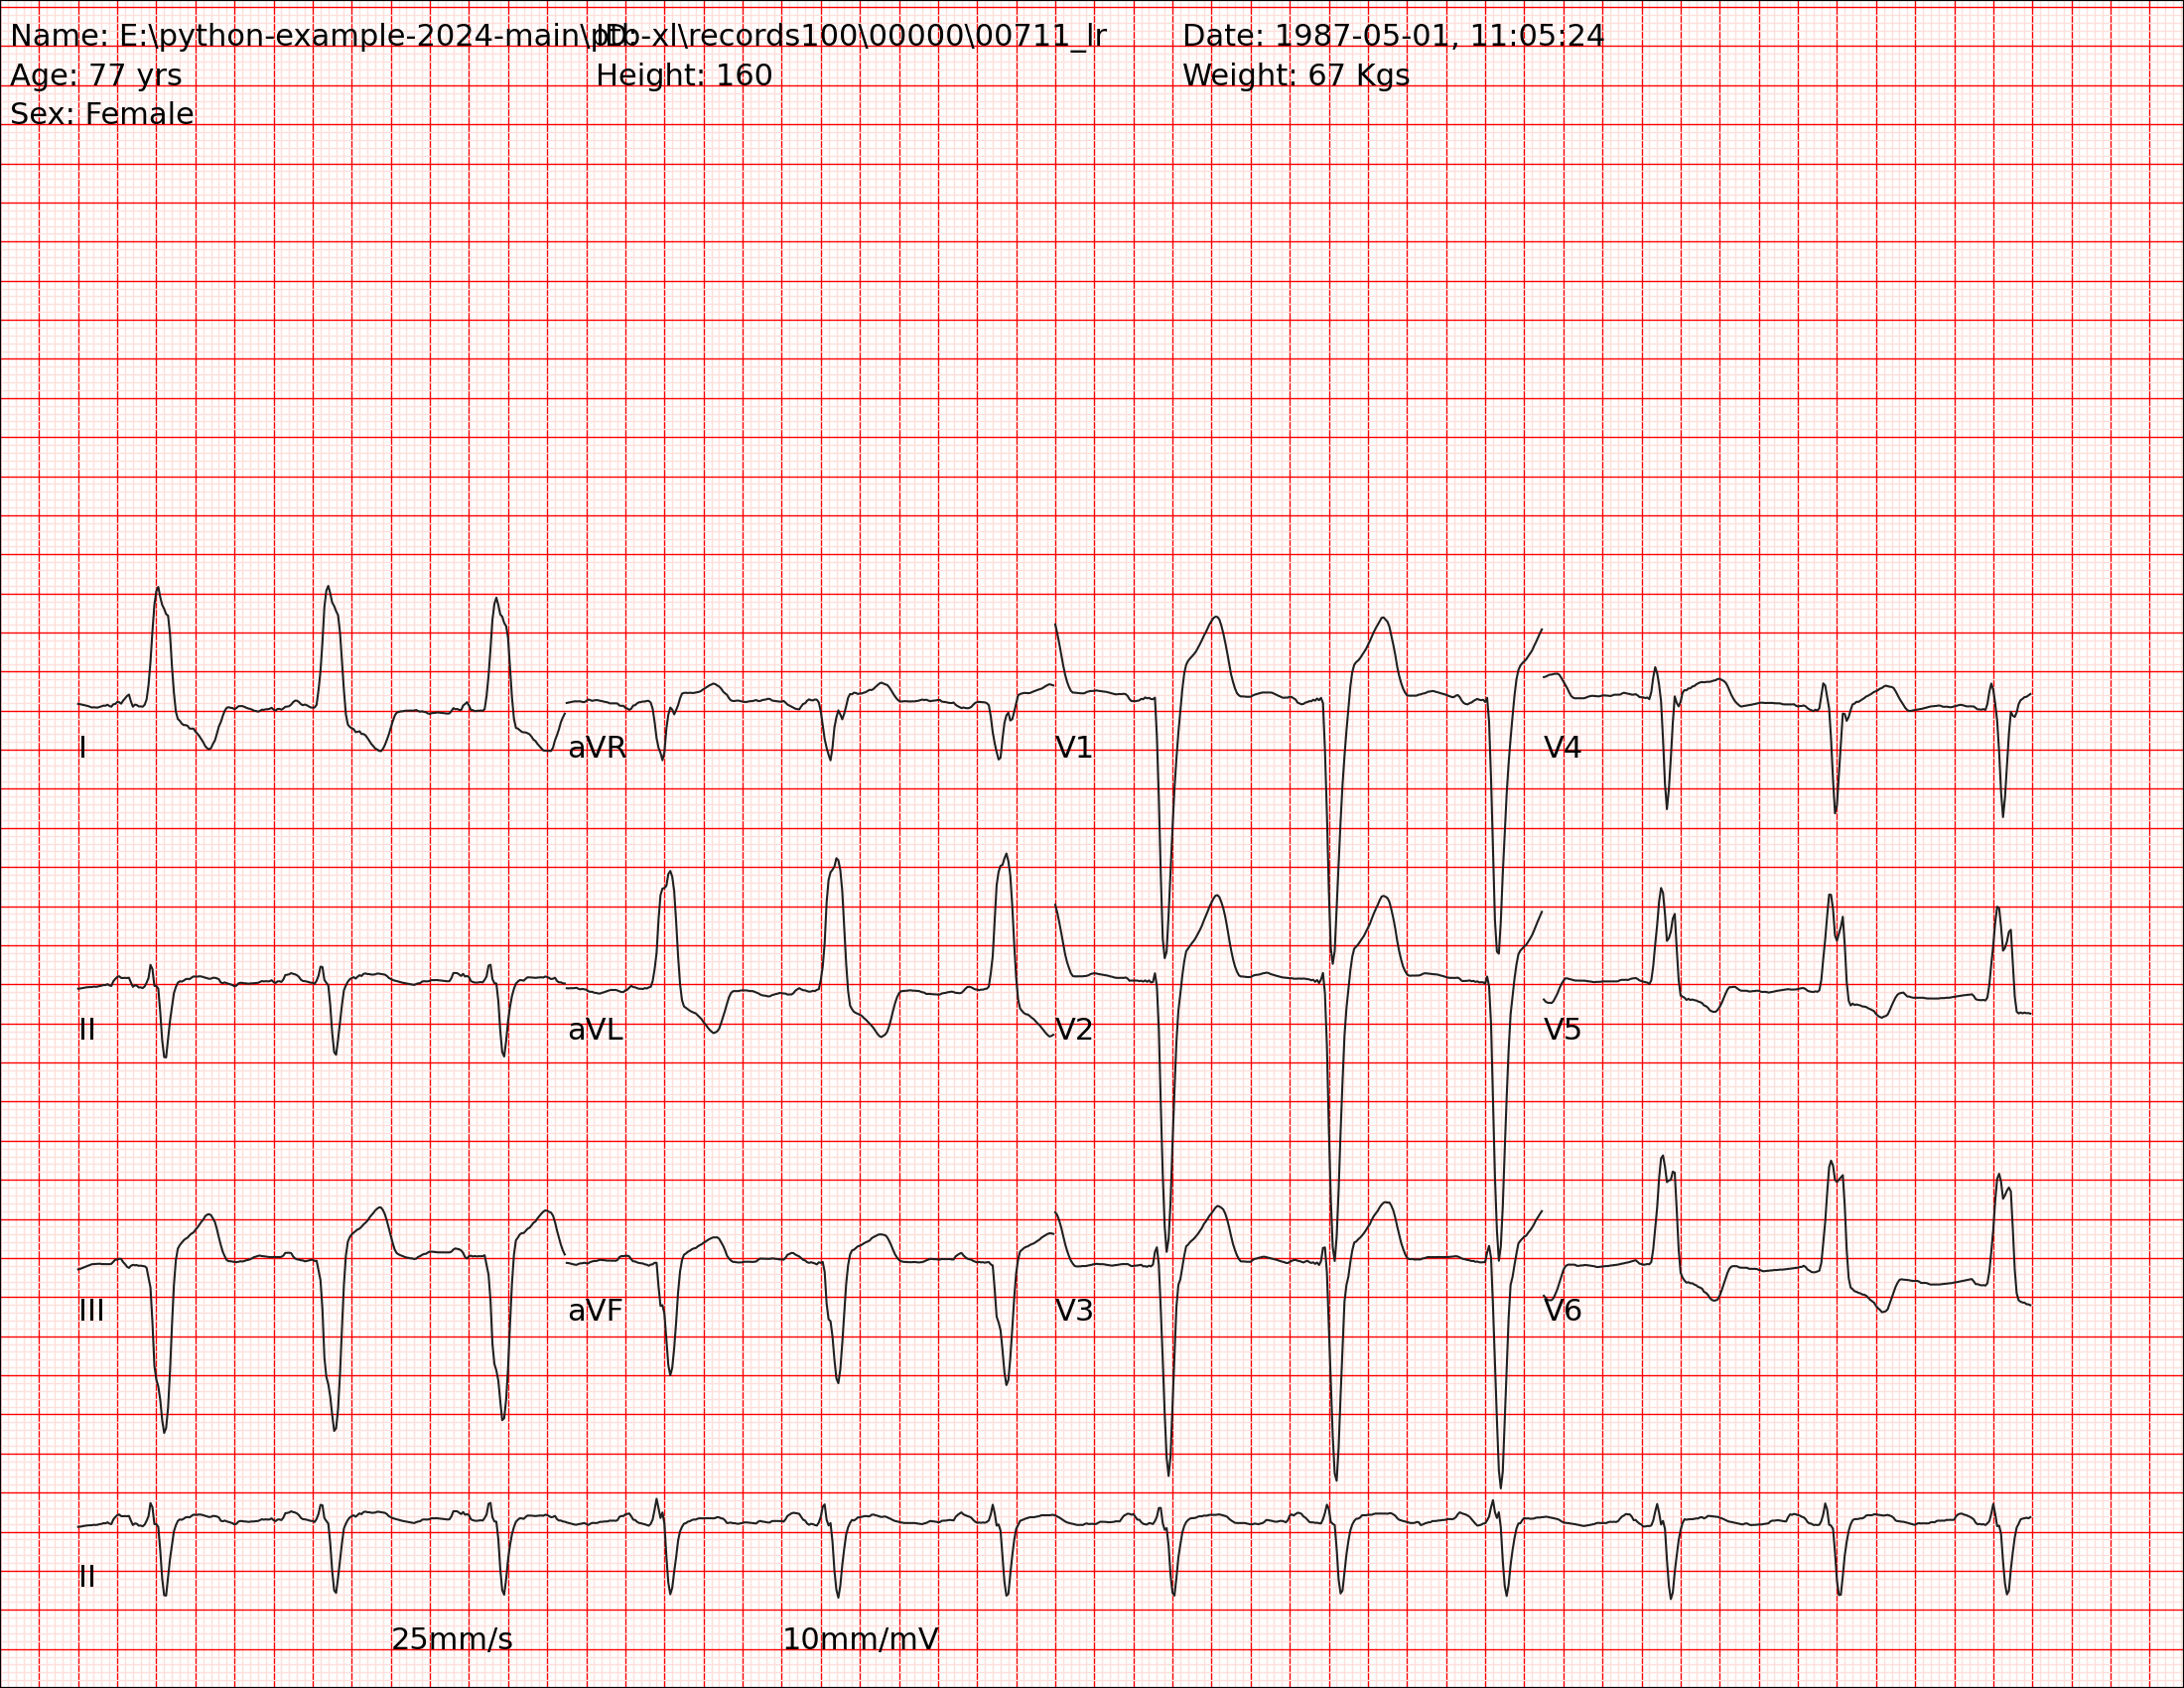 Name: E:\python-example-2024-main\ptb-xl\records100\00000\00711_lr ID: Date: 1987-05-01, 11:05:24
Age: 77 yrs Height: 160 Weight: 67 Kgs
Sex: Female
I aVR V1 V4
II aVL V2 V5
III aVF V3 V6
II
25mm/s 10mm/mV